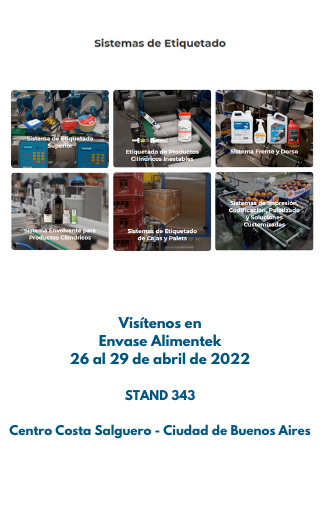 Sistemas de Etiquetado
Sistema de Etiquetado
Superior
Etiquetado de Productos
Cilíndricos Inestables
Sistema Frente y Dorso
Sistema Envolvente para
Productos Cilíndricos
Sistemas de Etiquetado
de Cajas y Palets
Sistemas de Impresión,
Codificación, Paletizado
y Soluciones
Customizadas
Visítenos en
Envase Alimentek
26 al 29 de abril de 2022
STAND 343
Centro Costa Salguero - Ciudad de Buenos Aires